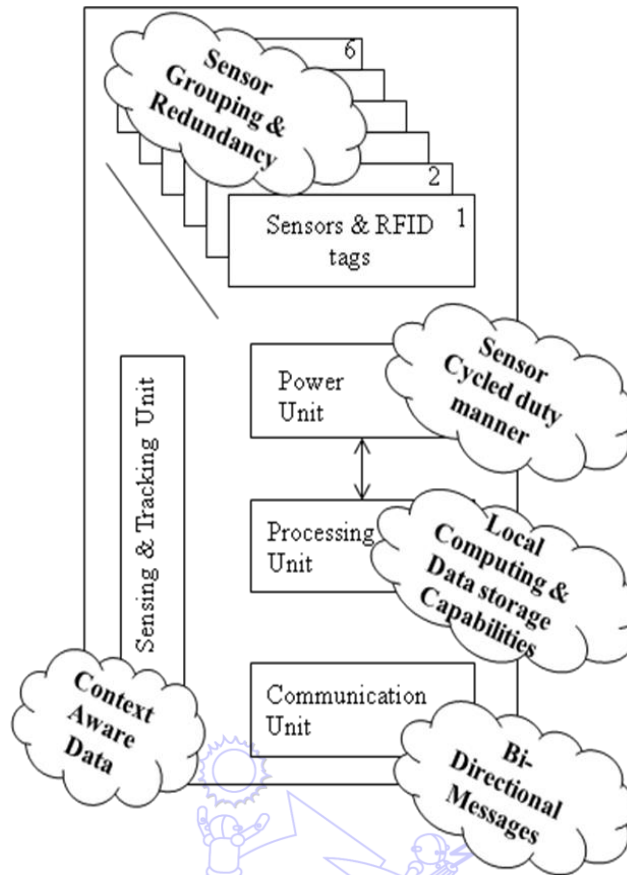 6
Sensor
Grouping &
Redundancy
2
1
Sensors & RFID
tags
Sensor
Cycled duty
manner
Power
Unit
Sensing & Tracking Unit
Local
Computing &
Data storage
Capabilities
Processing
Unit
Context
Aware
Data
Communication
Unit
Bi-
Directional
Messages